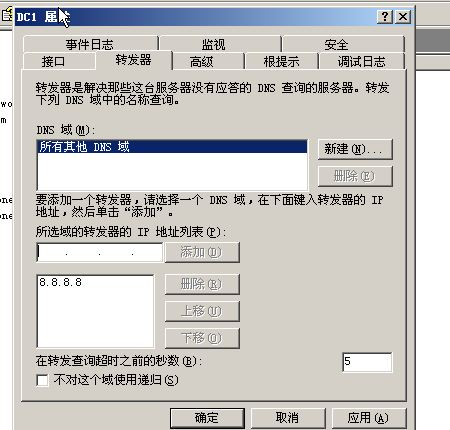 DC1 属性
事件日志 监视 安全
接口 转发器 高级 根提示 调试日志
转发器是解决那些这台服务器没有应答的 DNS 查询的服务器。转发
下列 DNS 域中的名称查询。
DNS 域(M):
所有其他 DNS 域
新建(N)...
删除(E)
要添加一个转发器，请选择一个 DNS 域，在下面键入转发器的 IP
地址，然后单击“添加”。
所选域的转发器的 IP 地址列表(P):
. . . 添加(D)
8.8.8.8
删除(R)
上移(U)
下移(O)
在转发查询超时之前的秒数(R): 5
不对这个域使用递归(S)
确定 取消 应用(A)